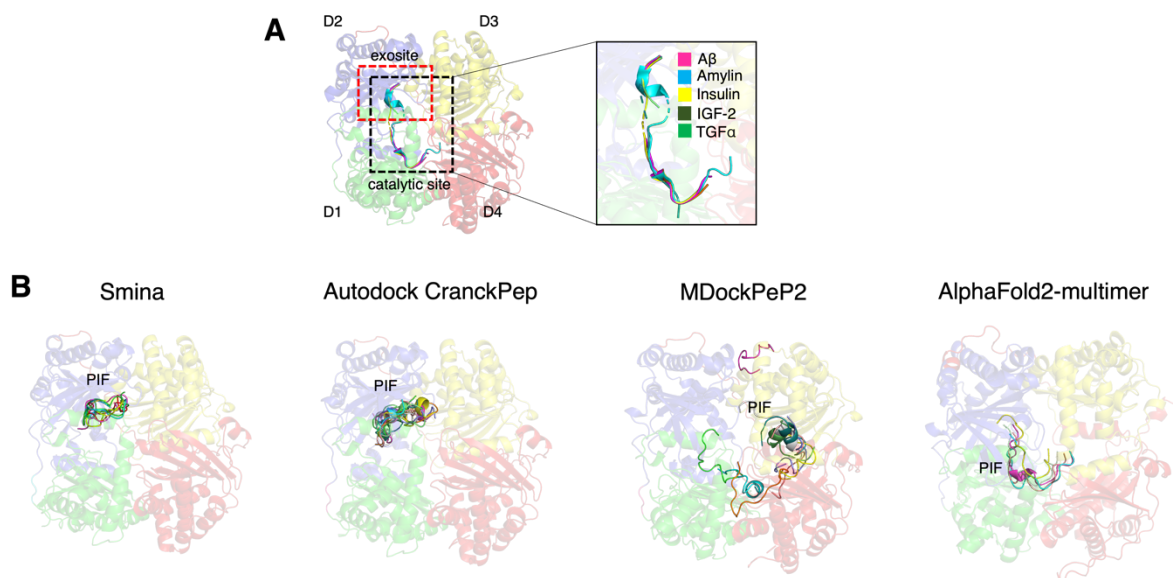 A
D2
D3
exosite
catalytic site
D1
D4
Aβ
Amylin
Insulin
IGF-2
TGFα
B
Smina
Autodock CranckPep
MDockPeP2
AlphaFold2-multimer
PIF
PIF
PIF
PIF